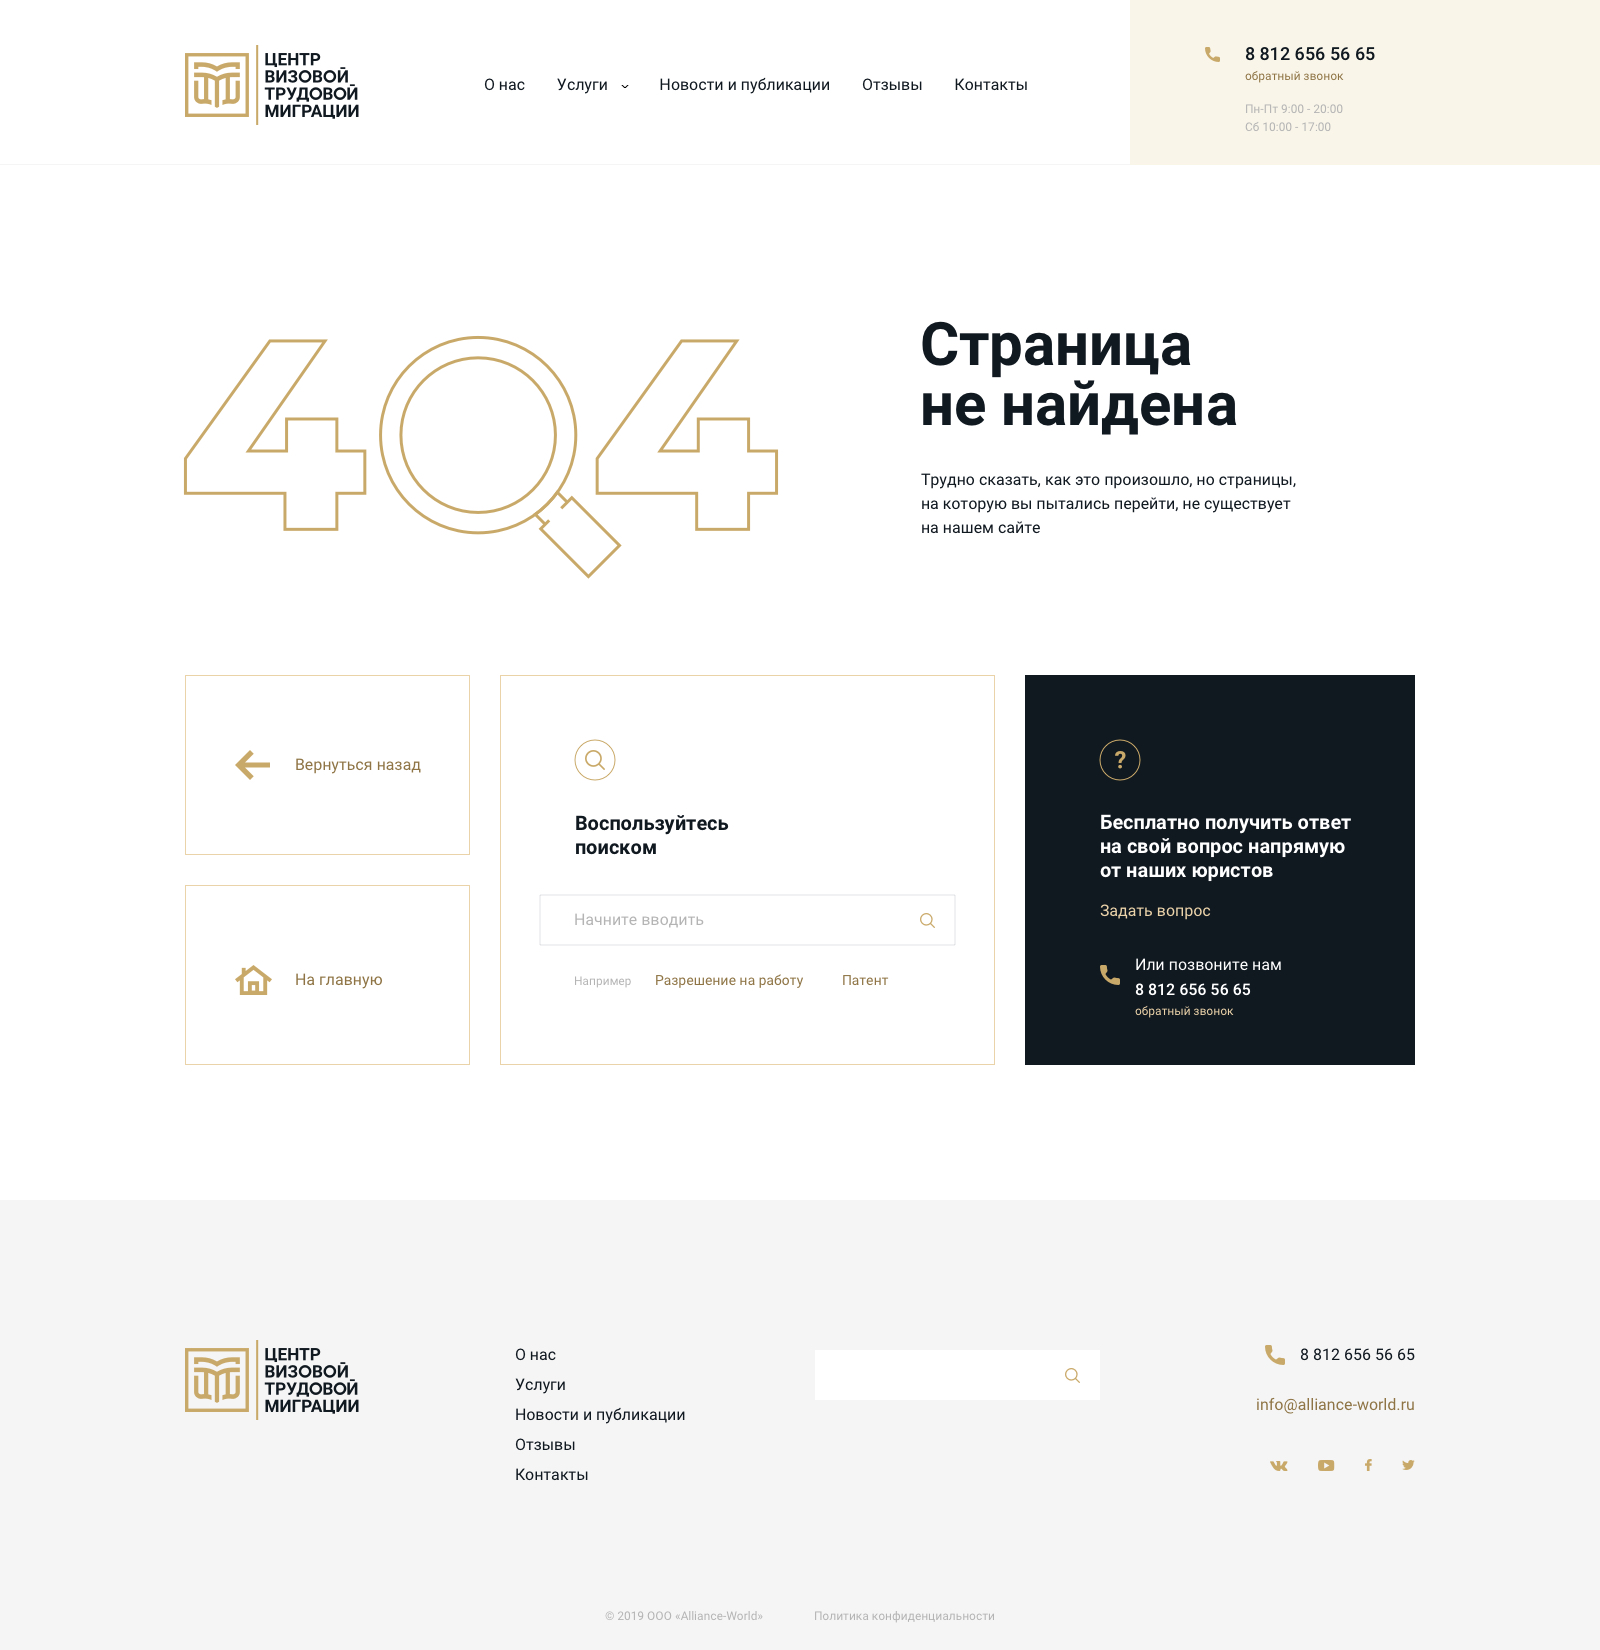 ЦЕНТР
ВИЗОВОЙ
ТРУДОВОЙ
МИГРАЦИИ
О нас
Услуги
Новости и публикации
Отзывы
Контакты
8 812 656 56 65
обратный звонок
Пн-Пт 9:00 - 20:00
Сб 10:00 - 17:00
404
Страница
не найдена
Трудно сказать, как это произошло, но страницы,
на которую вы пытались перейти, не существует
на нашем сайте
Вернуться назад
На главную
Воспользуйтесь
поиском
Начните вводить
Например
Разрешение на работу
Патент
?
Бесплатно получить ответ
на свой вопрос напрямую
от наших юристов
Задать вопрос
Или позвоните нам
8 812 656 56 65
обратный звонок
ЦЕНТР
ВИЗОВОЙ
ТРУДОВОЙ
МИГРАЦИИ
О нас
Услуги
Новости и публикации
Отзывы
Контакты
8 812 656 56 65
info@alliance-world.ru
© 2019 ООО «Alliance-World»
Политика конфиденциальности